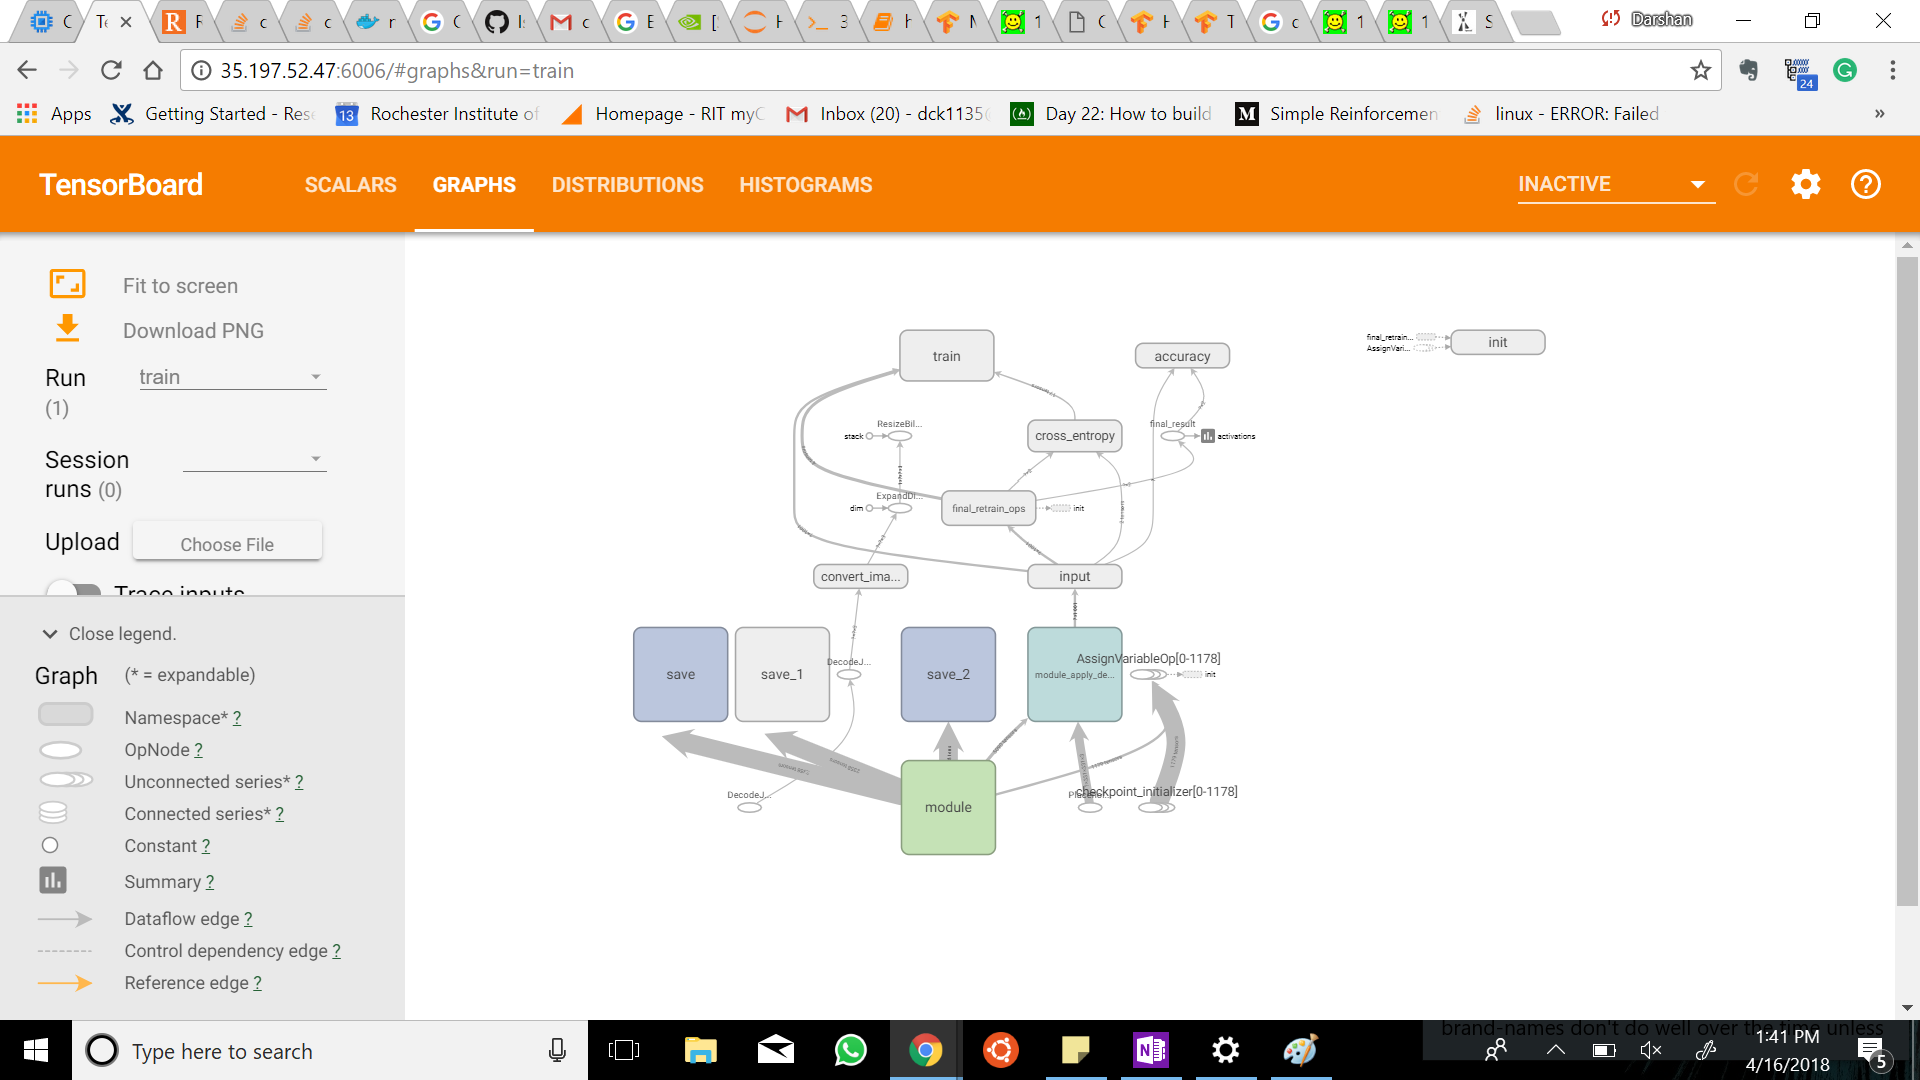 Darshan
35.197.52.47:6006/#graphs&run=train
24
Apps
Getting Started - Rese
13
Rochester Institute of
Homepage - RIT myC
Inbox (20) - dck1135@
Day 22: How to build
Simple Reinforcemen
linux - ERROR: Failed
»
TensorBoard
SCALARS
GRAPHS
DISTRIBUTIONS
HISTOGRAMS
INACTIVE
Fit to screen
Download PNG
Run
(1)
train
Session
runs (0)
Upload
Choose File
Trace inputs
Close legend.
Graph
(* = expandable)
Namespace* ?
OpNode ?
Unconnected series* ?
Connected series* ?
Constant ?
Summary ?
Dataflow edge ?
Control dependency edge ?
Reference edge ?
train
accuracy
final_retrain...
AssignVari...
init
ResizeBil...
stack
cross_entropy
final_result
activations
ExpandDi...
dim
final_retrain_ops
init
convert_ima...
input
save
save_1
DecodeJ...
save_2
AssignVariableOp[0-1178]
module_apply_de...
init
DecodeJ...
module
checkpoint_initializer[0-1178]
Type here to search
brand-names don't do well over the time unless
1:41 PM
4/16/2018
5